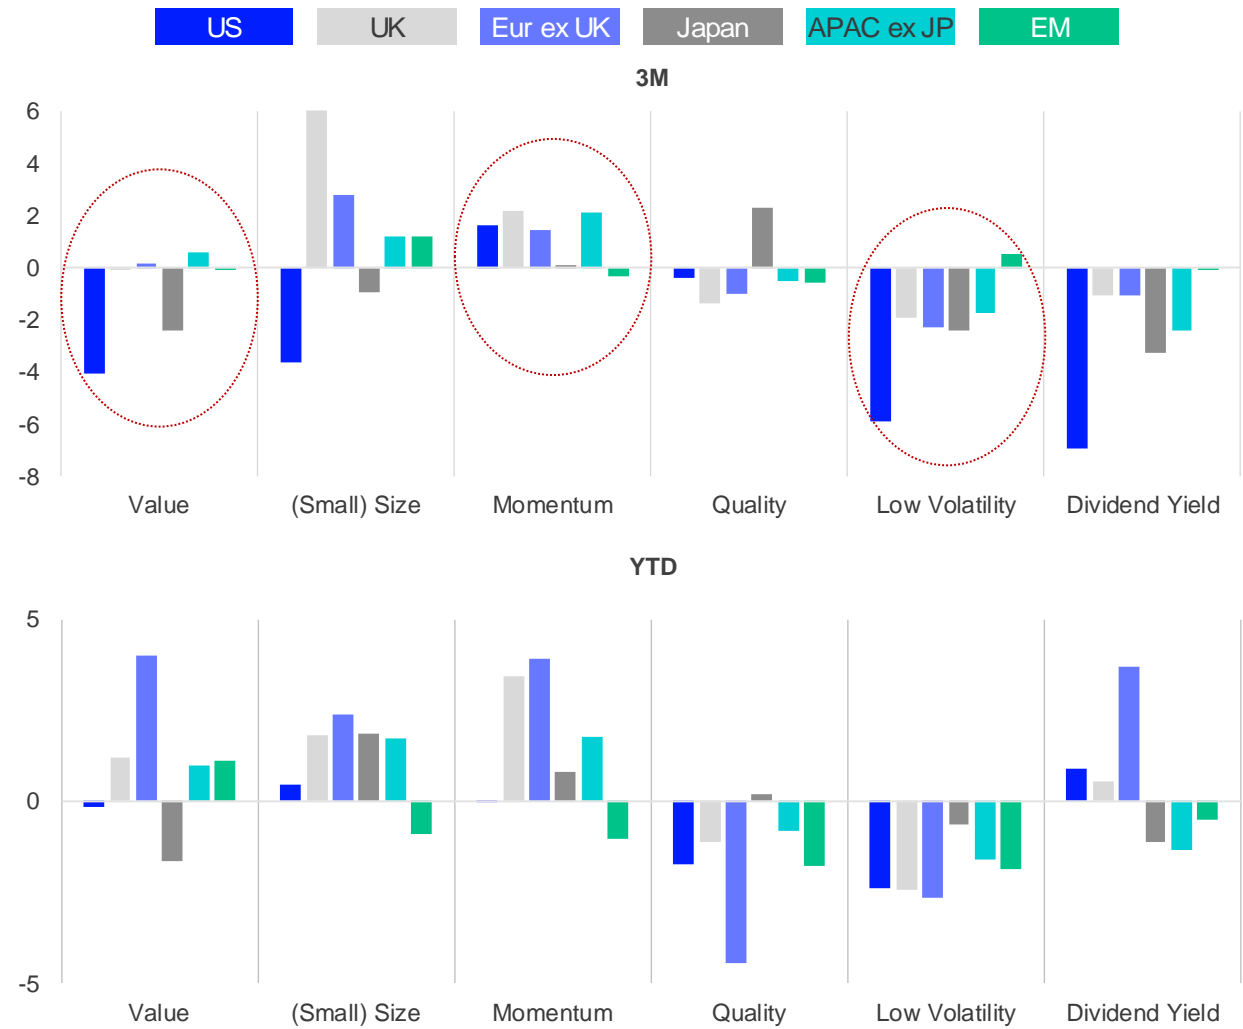 US UK Eur ex UK Japan APAC ex JP EM
3M
6
4
2
0
-2
-4
-6
-8
Value (Small) Size Momentum Quality Low Volatility Dividend Yield
YTD
5
0
-5
Value (Small) Size Momentum Quality Low Volatility Dividend Yield